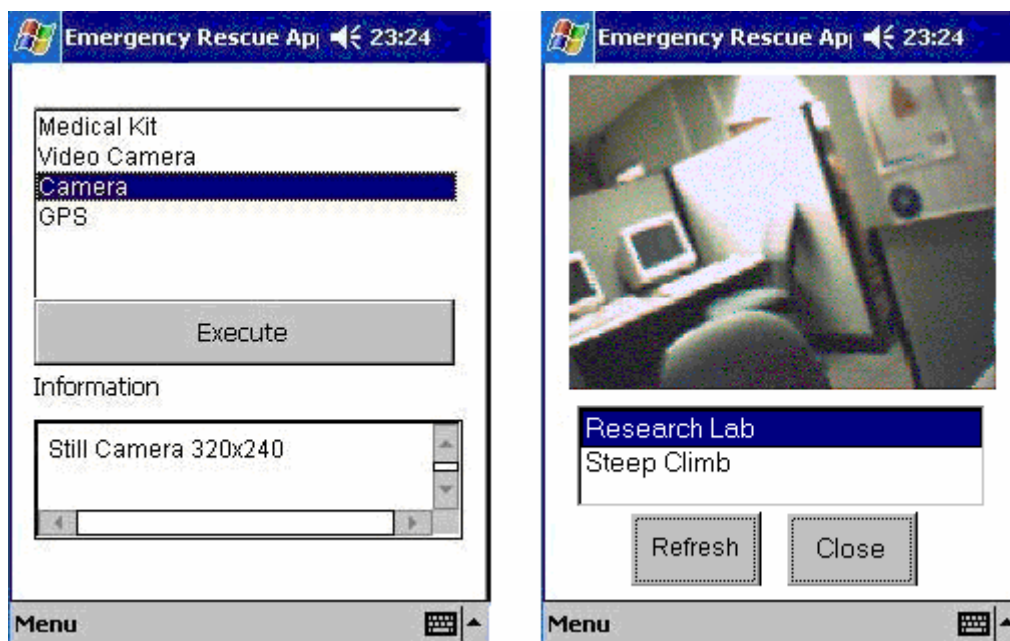 Emergency Rescue Ap 23:24
Medical Kit
Video Camera
Camera
GPS
Execute
Information
Still Camera 320x240
Menu
Emergency Rescue Ap 23:24
Research Lab
Steep Climb
Refresh
Close
Menu